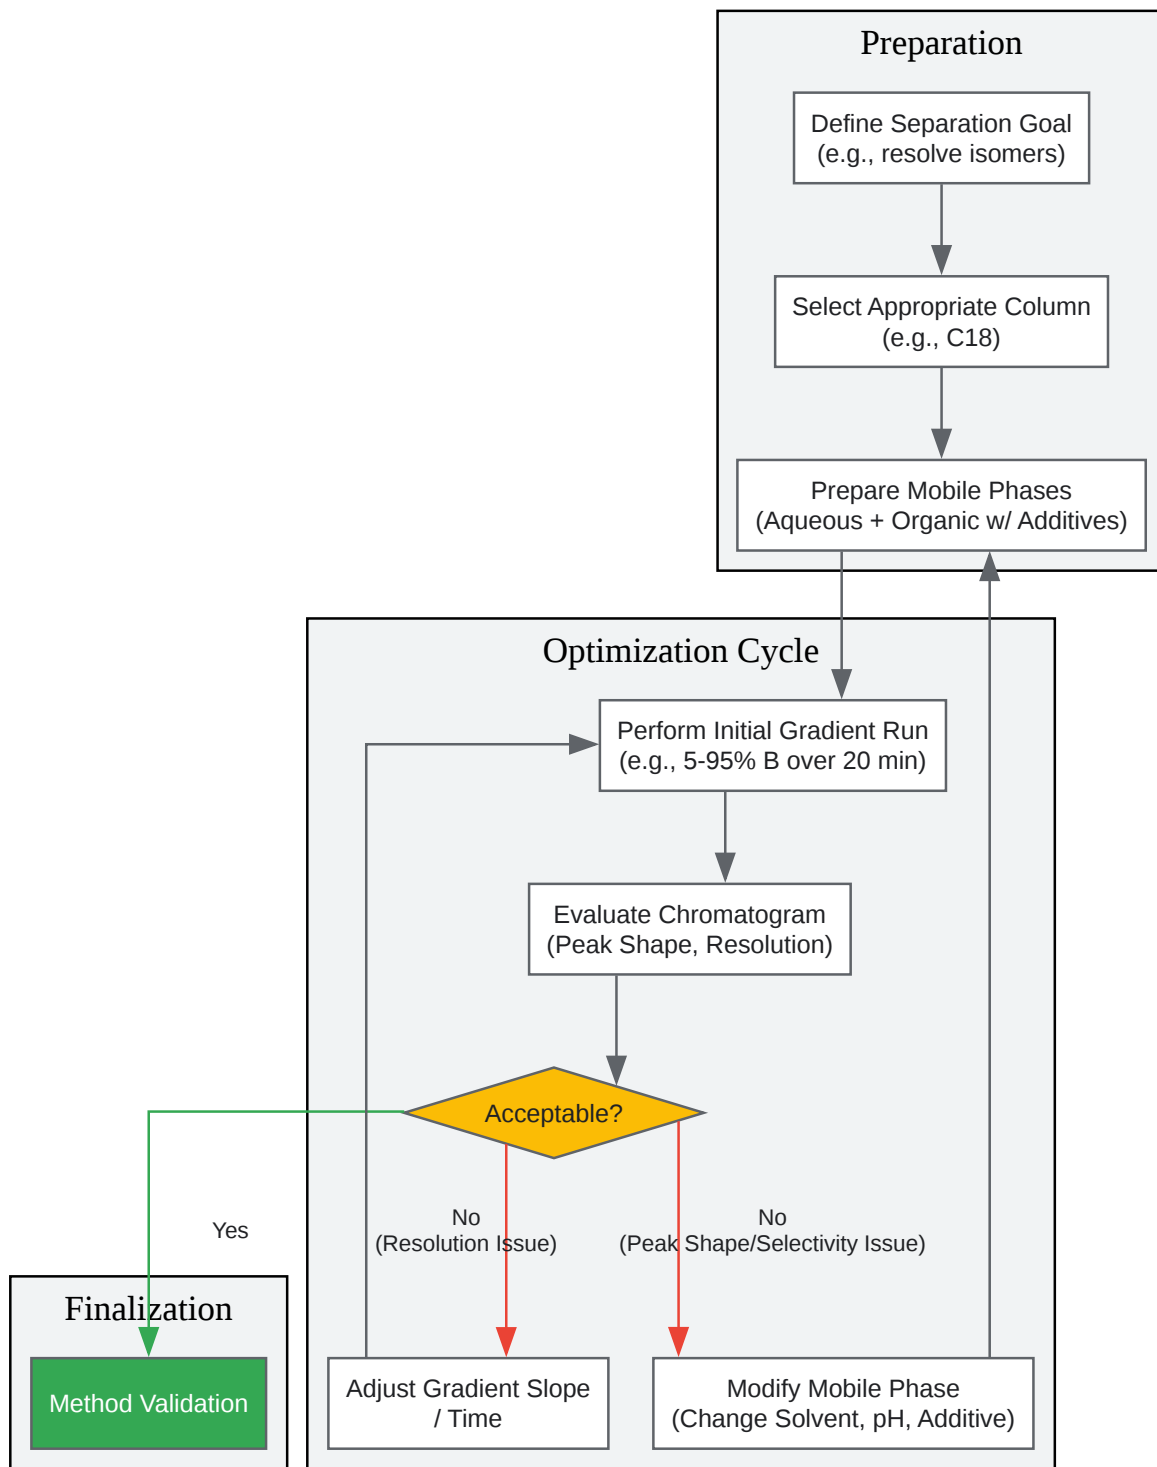 Preparation
Define Separation Goal
(e.g., resolve isomers)
Select Appropriate Column
(e.g., C18)
Prepare Mobile Phases
(Aqueous + Organic w/ Additives)
Optimization Cycle
Perform Initial Gradient Run
(e.g., 5-95% B over 20 min)
Evaluate Chromatogram
(Peak Shape, Resolution)
Acceptable?
Yes
No
(Resolution Issue)
No
(Peak Shape/Selectivity Issue)
Finalization
Method Validation
Adjust Gradient Slope
/ Time
Modify Mobile Phase
(Change Solvent, pH, Additive)